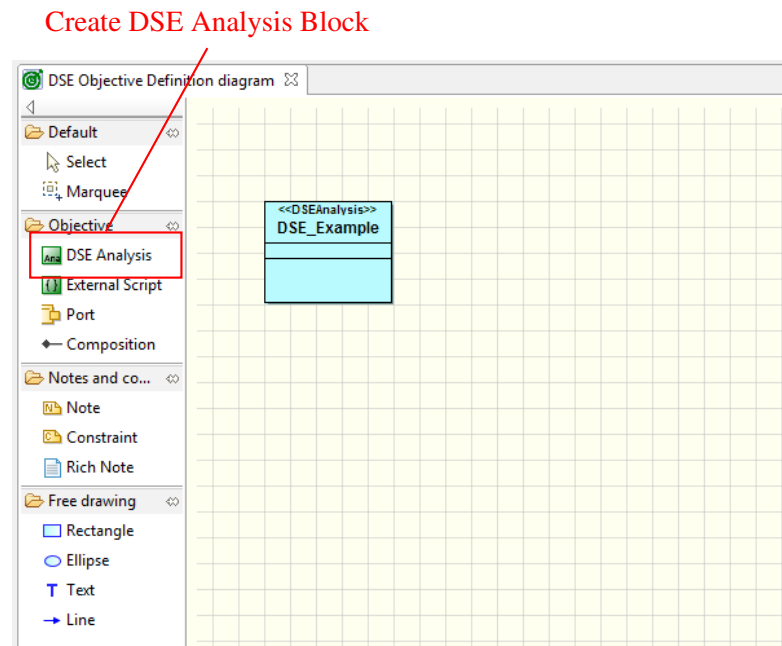 Create DSE Analysis Block
DSE Objective Definition diagram
Default
Select
Marquee
Objective
Ana DSE Analysis
{} External Script
Port
Composition
Notes and co...
N Note
C Constraint
Rich Note
Free drawing
Rectangle
Ellipse
T Text
Line
<<DSEAnalysis>>
DSE_Example